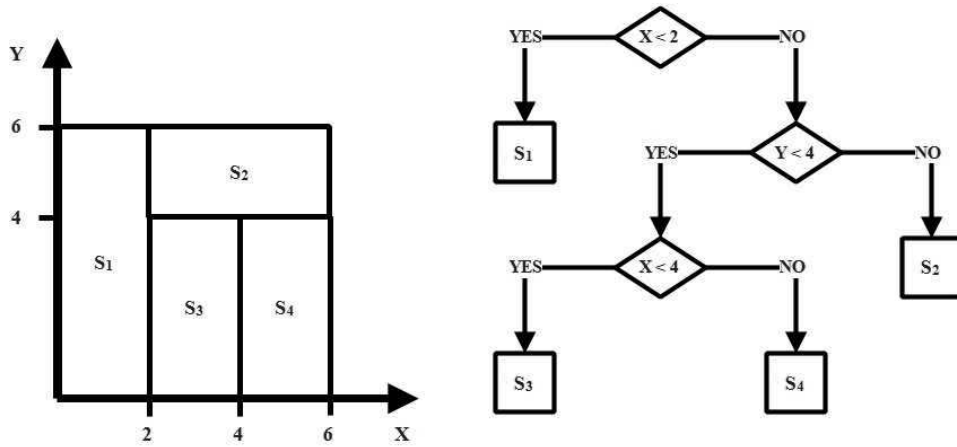 Y
6
S2
4
S1
S3
S4
2
4
6
X
X < 2
YES
NO
S1
Y < 4
YES
NO
S2
X < 4
YES
NO
S3
S4